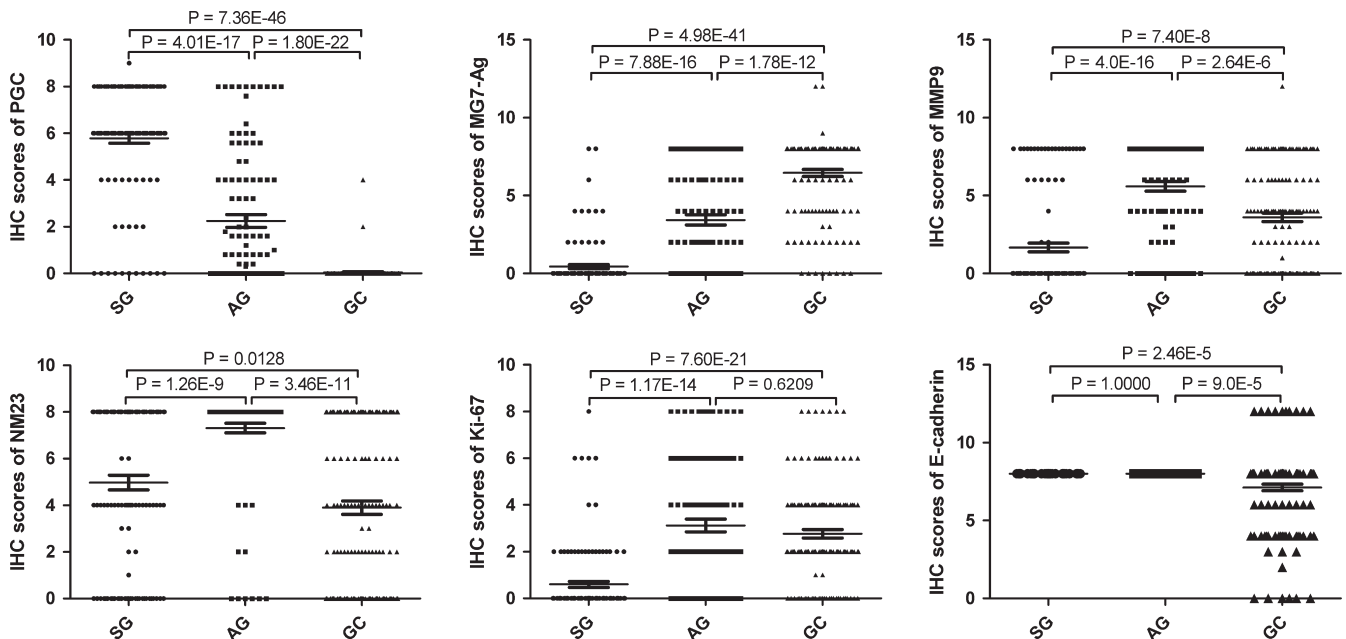 P = 7.36E-46
P = 4.01E-17 P = 1.80E-22
IHC scores of PGC
10
8
6
4
2
0
SG AG GC
P = 4.98E-41
P = 7.88E-16 P = 1.78E-12
IHC scores of MG7-Ag
15
10
5
0
SG AG GC
P = 7.40E-8
P = 4.0E-16 P = 2.64E-6
IHC scores of MMP9
15
10
5
0
SG AG GC
P = 0.0128
P = 1.26E-9 P = 3.46E-11
IHC scores of NM23
10
8
6
4
2
0
SG AG GC
P = 7.60E-21
P = 1.17E-14 P = 0.6209
IHC scores of Ki-67
10
8
6
4
2
0
SG AG GC
P = 2.46E-5
P = 1.0000 P = 9.0E-5
IHC scores of E-cadherin
15
10
5
0
SG AG GC